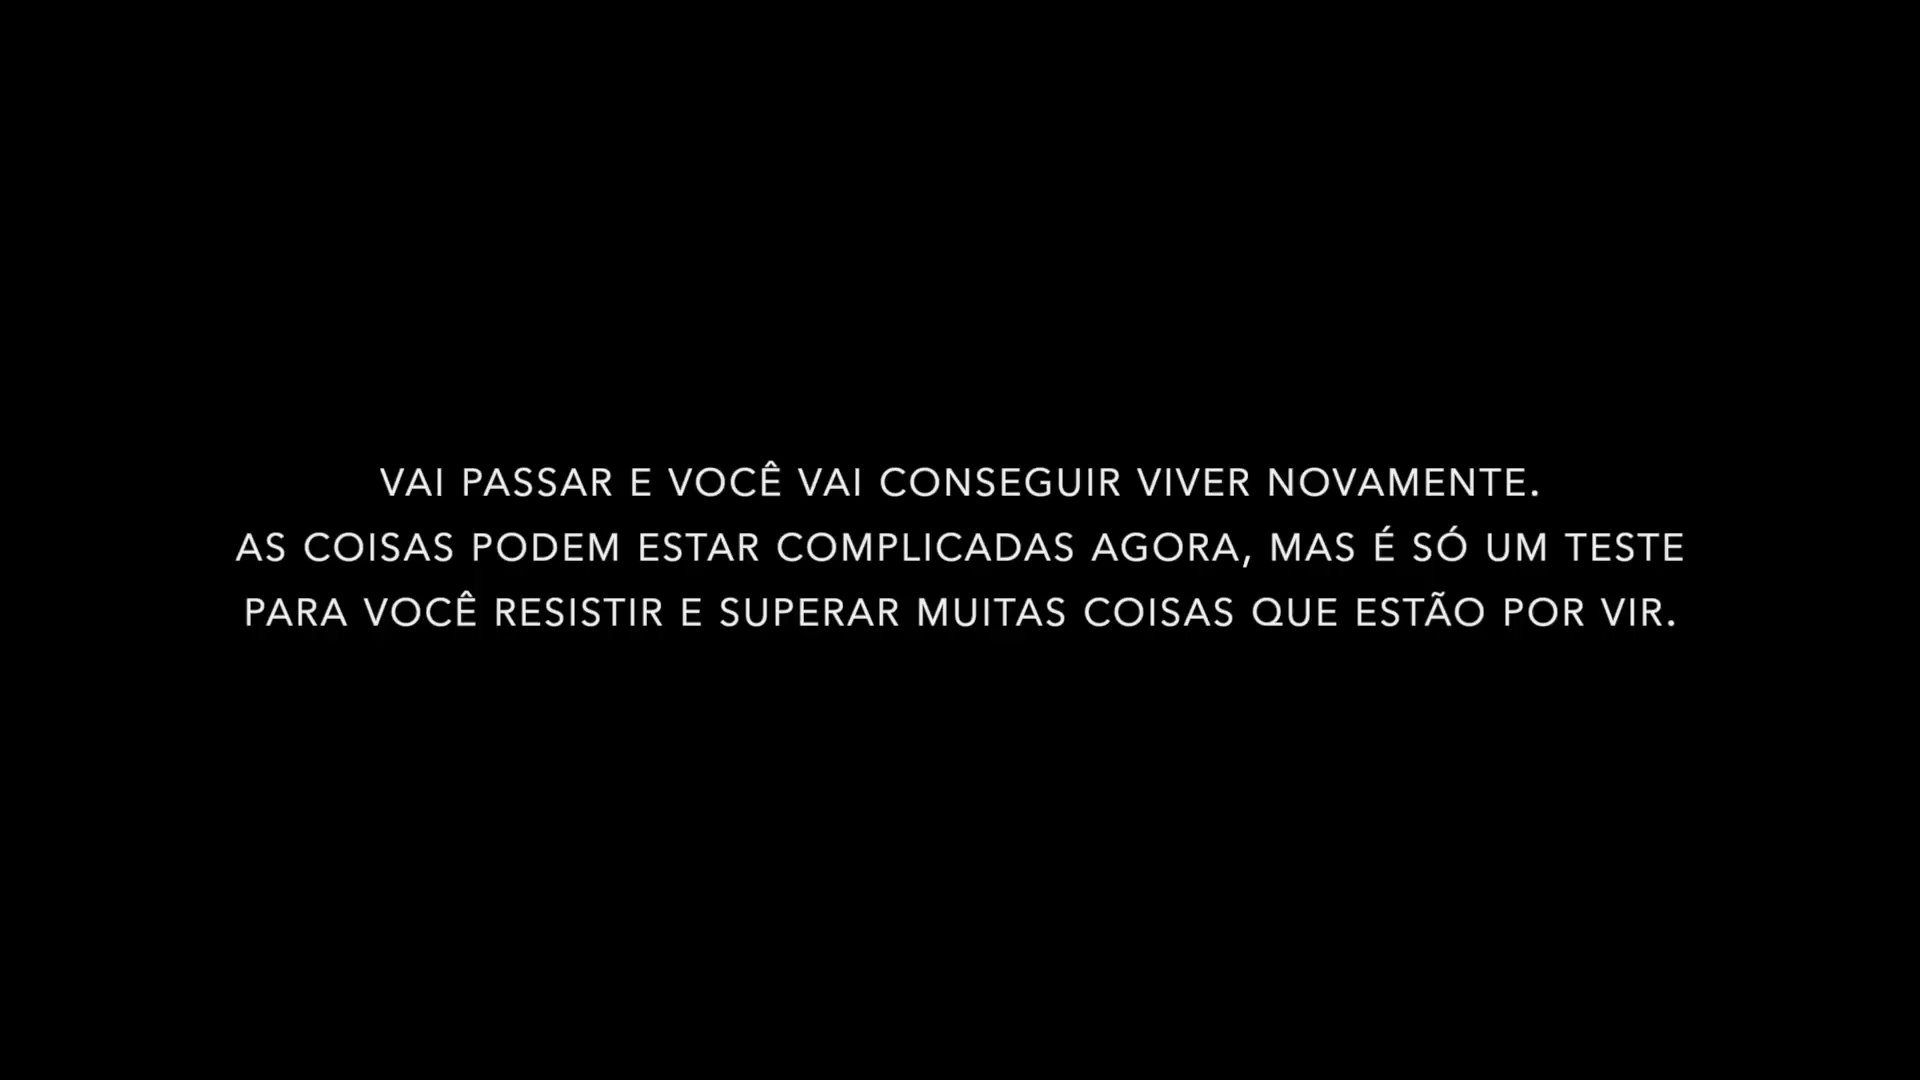 VAI PASSAR E VOCÊ VAI CONSEGUIR VIVER NOVAMENTE.
AS COISAS PODEM ESTAR COMPLICADAS AGORA, MAS É SÓ UM TESTE
PARA VOCÊ RESISTIR E SUPERAR MUITAS COISAS QUE ESTÃO POR VIR.